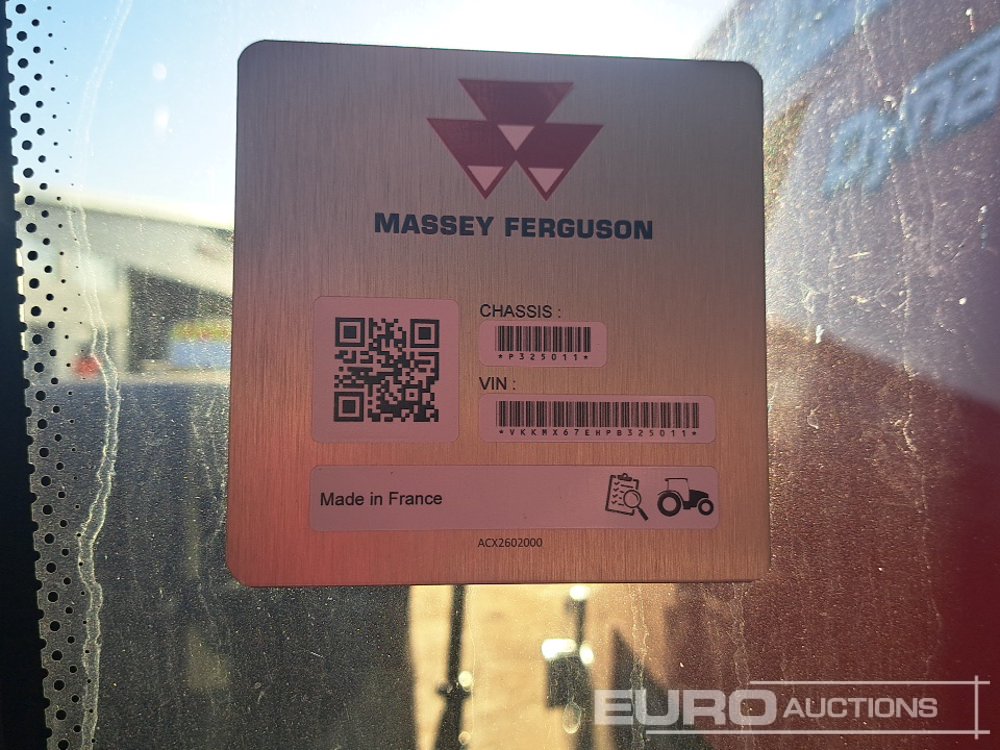 MASSEY FERGUSON
CHASSIS :
*P325011*
VIN :
*VKKMX67EHPB325011*
Made in France
ACX2602000
EURO AUCTIONS